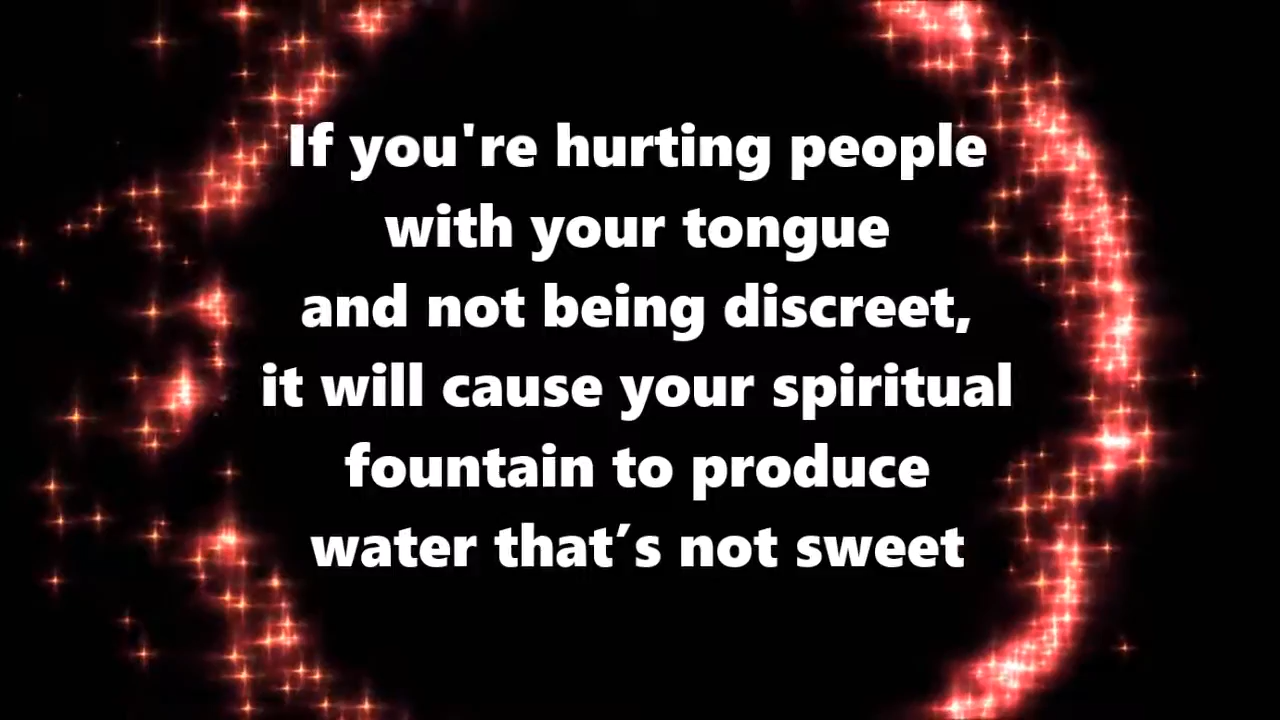 If you're hurting people
with your tongue
and not being discreet,
it will cause your spiritual
fountain to produce
water that’s not sweet